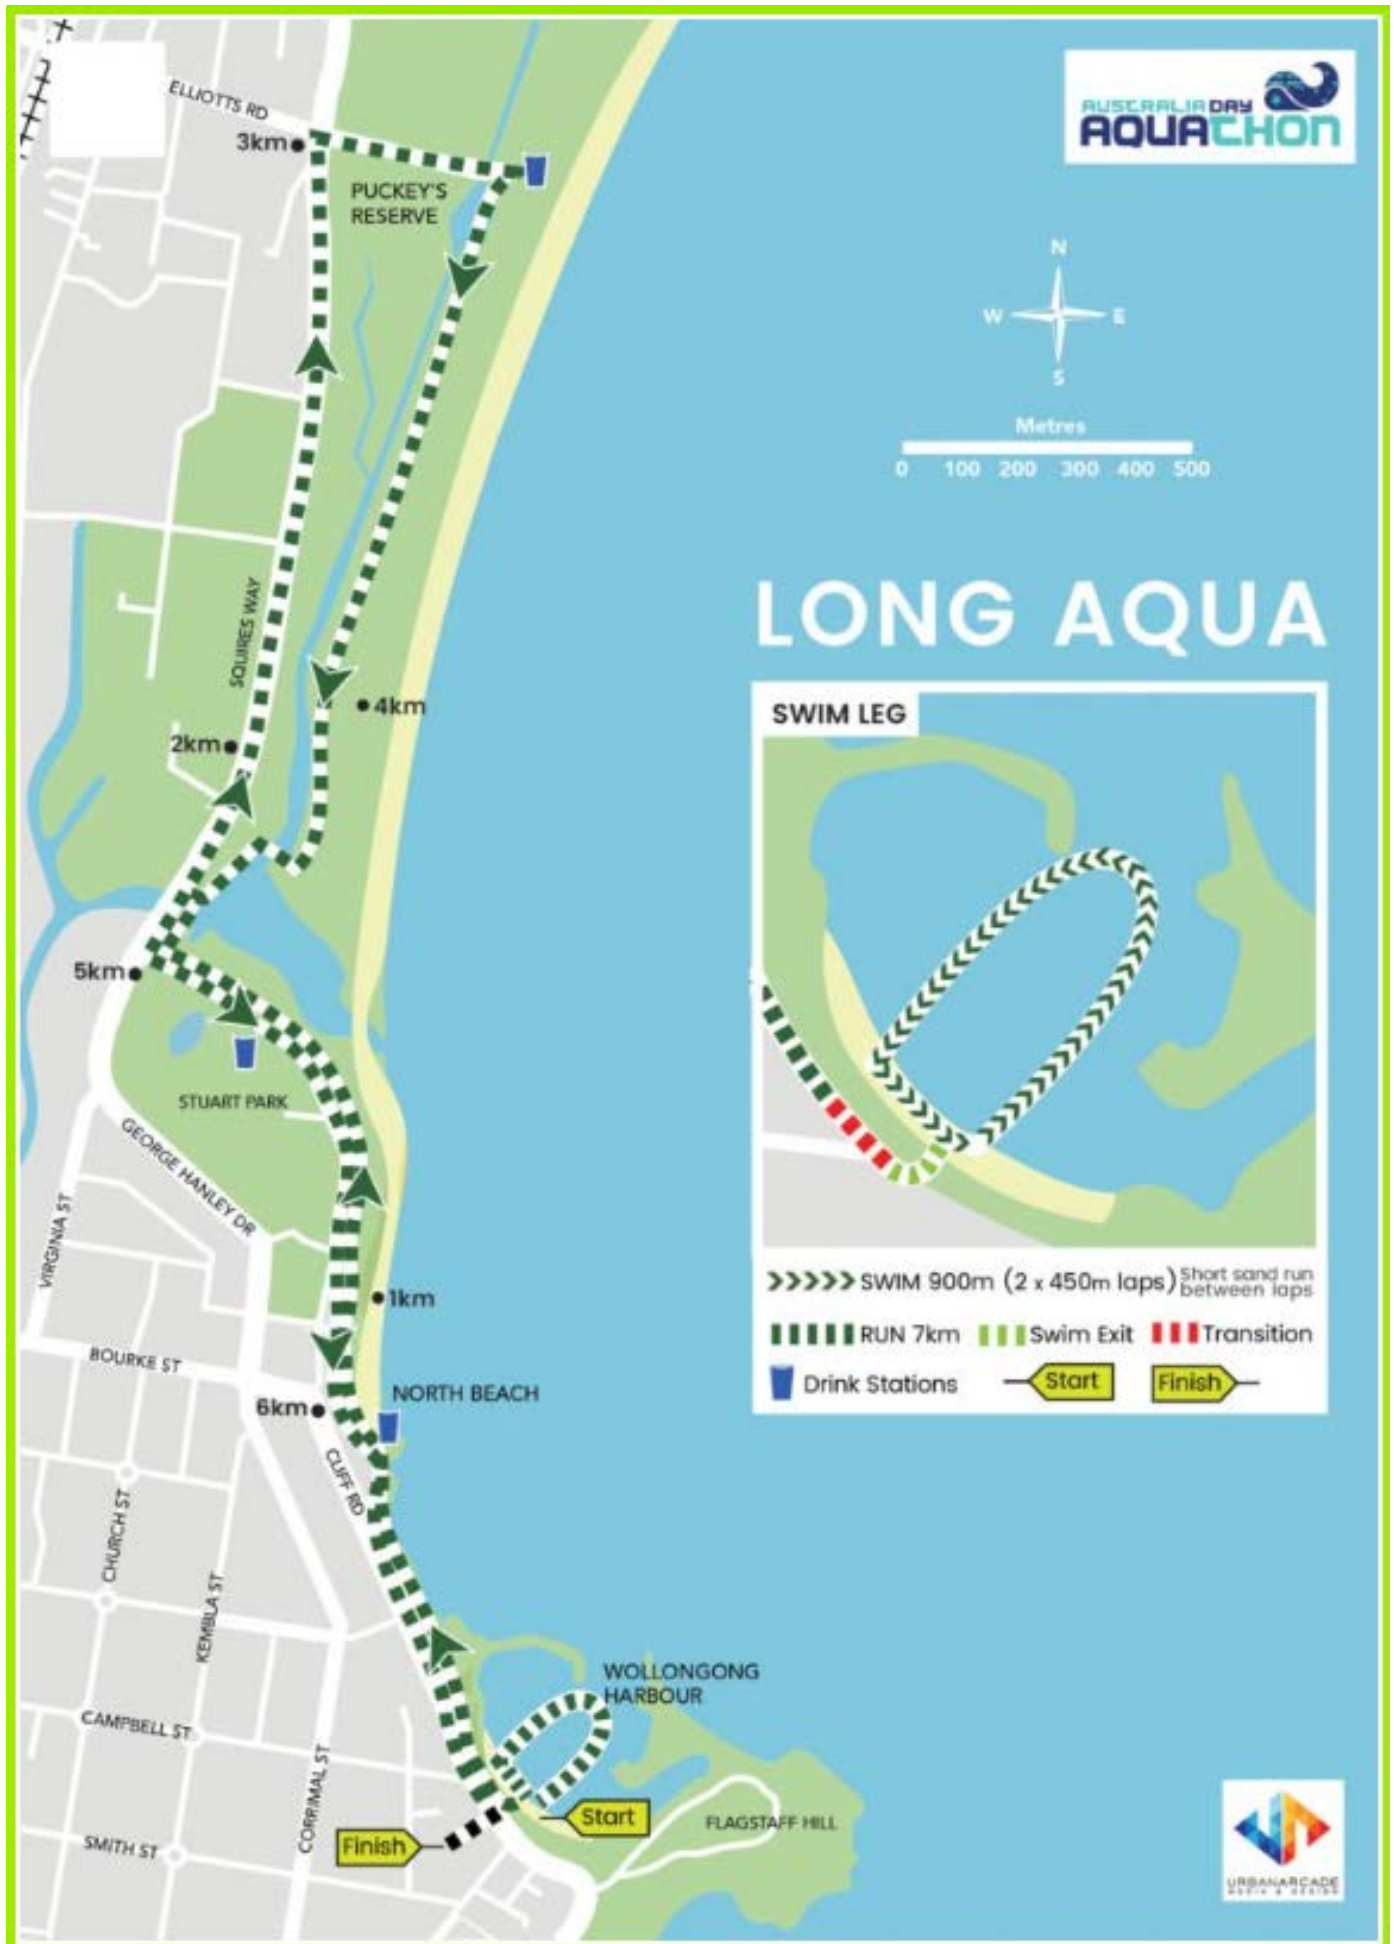 ELLIOTTS RD
3km
PUCKEY'S
RESERVE
AUSTRALIA DAY
AQUATHON
N
W
E
S
Metres
0 100 200 300 400 500
LONG AQUA
SQUIRES WAY
4km
2km
5km
STUART PARK
GEORGE HANLEY DR
VIRGINIA ST
1km
BOURKE ST
NORTH BEACH
6km
CLIFF RD
CHURCH ST
KEMBLA ST
WOLLONGONG
HARBOUR
CAMPBELL ST
CORRIMAL ST
SMITH ST
Start
Finish
FLAGSTAFF HILL
SWIM LEG
>>>>> SWIM 900m (2 x 450m laps) Short sand run
between laps
RUN 7km Swim Exit Transition
Drink Stations Start Finish
URBANARCADE
MEDIA & DESIGN